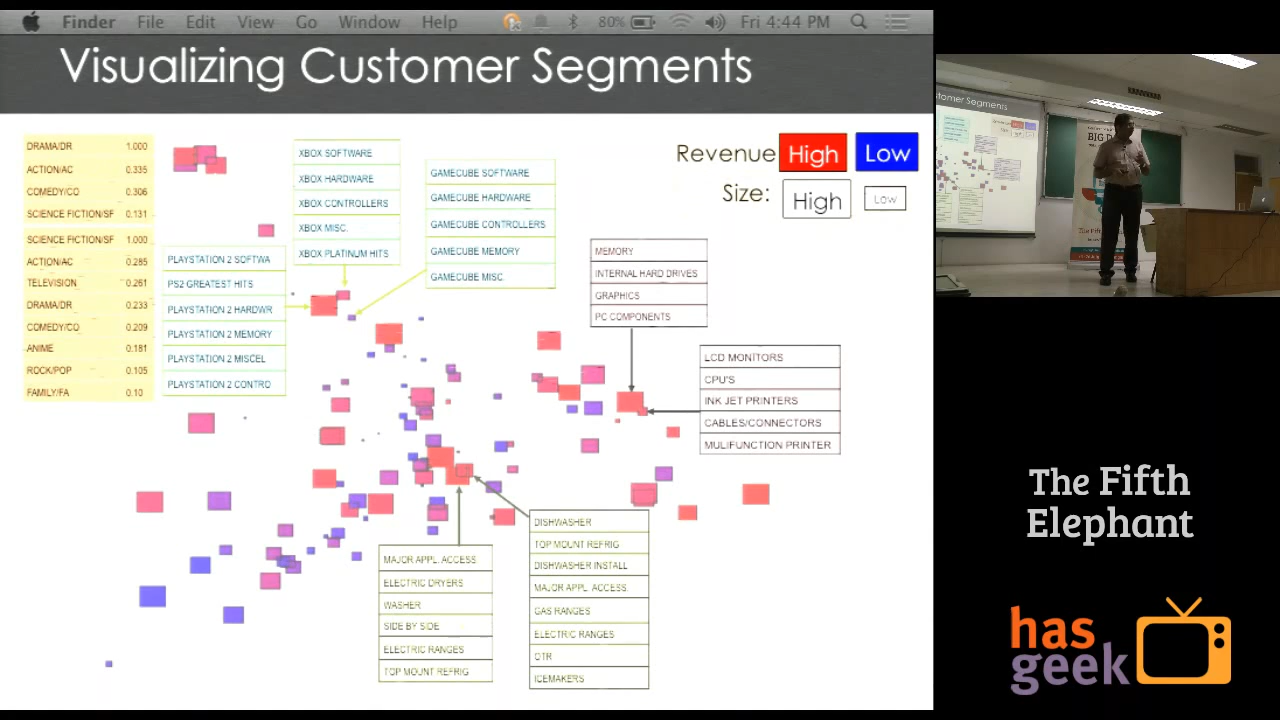 Finder File Edit View Go Window Help 80% Fri 4:44 PM
Visualizing Customer Segments
DRAMA/DR 1.000
ACTION/AC 0.335
COMEDY/CO 0.306
SCIENCE FICTION/SF 0.131
SCIENCE FICTION/SF 1.000
ACTION/AC 0.285
TELEVISION 0.261
DRAMA/DR 0.233
COMEDY/CO 0.209
ANIME 0.181
ROCK/POP 0.105
FAMILY/FA 0.10
PLAYSTATION 2 SOFTWA
PS2 GREATEST HITS
PLAYSTATION 2 HARDWR
PLAYSTATION 2 MEMORY
PLAYSTATION 2 MISCEL
PLAYSTATION 2 CONTRO
XBOX SOFTWARE
XBOX HARDWARE
XBOX CONTROLLERS
XBOX MISC.
XBOX PLATINUM HITS
GAMECUBE SOFTWARE
GAMECUBE HARDWARE
GAMECUBE CONTROLLERS
GAMECUBE MEMORY
GAMECUBE MISC.
Revenue High Low
Size: High Low
MEMORY
INTERNAL HARD DRIVES
GRAPHICS
PC COMPONENTS
LCD MONITORS
CPU'S
INK JET PRINTERS
CABLES/CONNECTORS
MULIFUNCTION PRINTER
MAJOR APPL. ACCESS.
ELECTRIC DRYERS
WASHER
SIDE BY SIDE
ELECTRIC RANGES
TOP MOUNT REFRIG
DISHWASHER
TOP MOUNT REFRIG
DISHWASHER INSTALL
MAJOR APPL. ACCESS.
GAS RANGES
ELECTRIC RANGES
OTR
ICEMAKERS
The Fifth
Elephant
has
geek